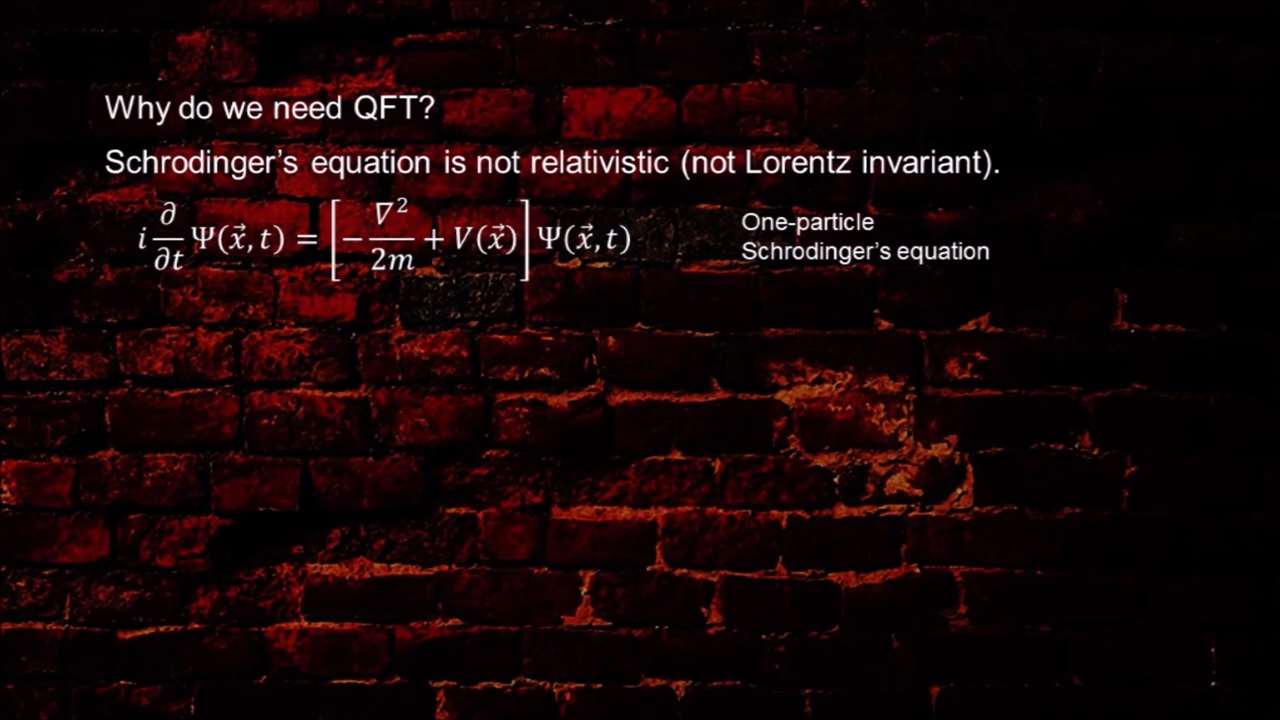 Why do we need QFT?
Schrodinger’s equation is not relativistic (not Lorentz invariant).
i ∂/∂t Ψ(x⃗,t) = [−∇²/2m + V(x⃗)] Ψ(x⃗,t)
One-particle
Schrodinger’s equation